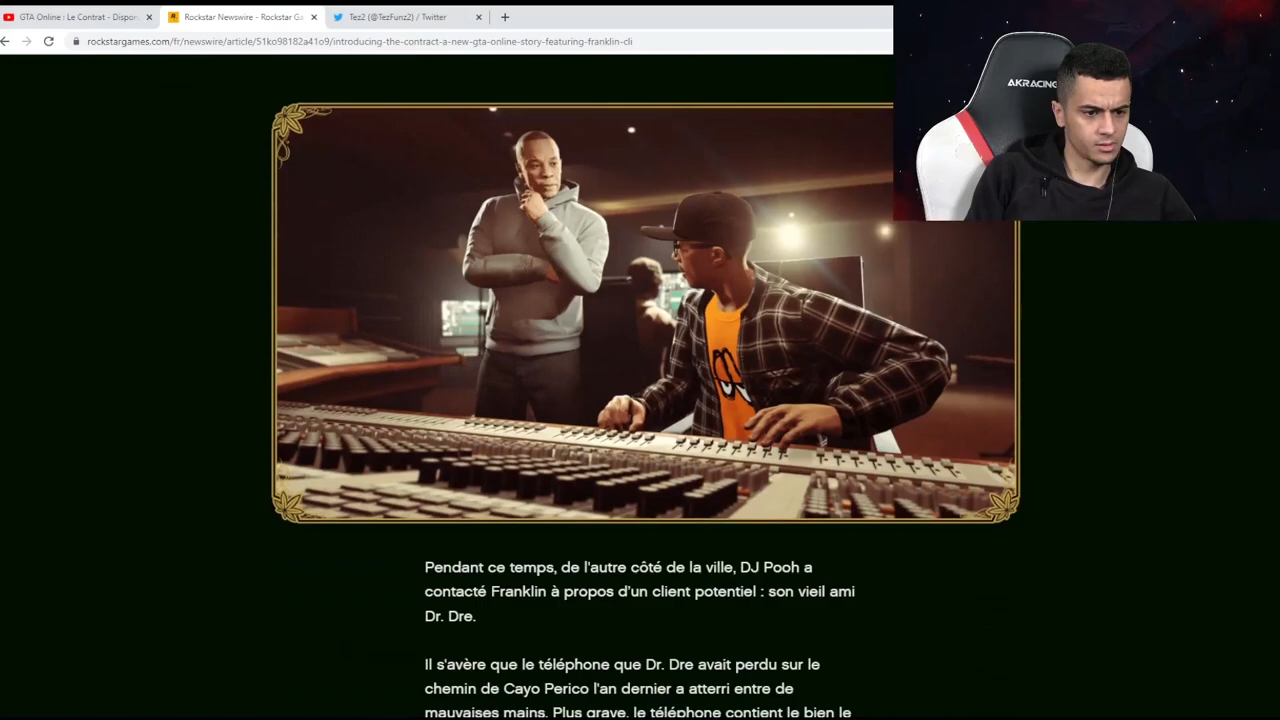 GTA Online : Le Contrat - Dispon
Rockstar Newswire - Rockstar Ga
Tez2 (@TezFunz2) / Twitter
rockstargames.com/fr/newswire/article/51ko98182a41o9/introducing-the-contract-a-new-gta-online-story-featuring-franklin-cli
AKRACING
Pendant ce temps, de l'autre côté de la ville, DJ Pooh a
contacté Franklin à propos d'un client potentiel : son vieil ami
Dr. Dre.
Il s'avère que le téléphone que Dr. Dre avait perdu sur le
chemin de Cayo Perico l'an dernier a atterri entre de
mauvaises mains. Plus grave, le téléphone contient le bien le